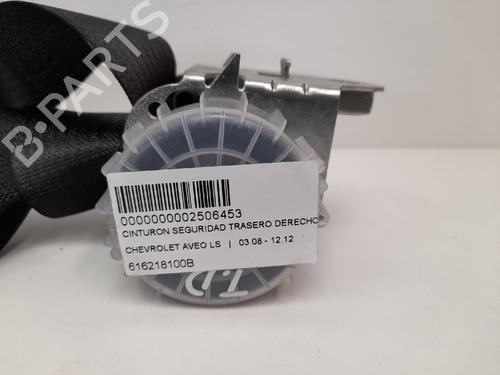 B-PARTS
0000000002506453
CINTURON SEGURIDAD TRASERO DERECHO
CHEVROLET AVEO LS | 03.08 - 12.12
616218100B
T.D